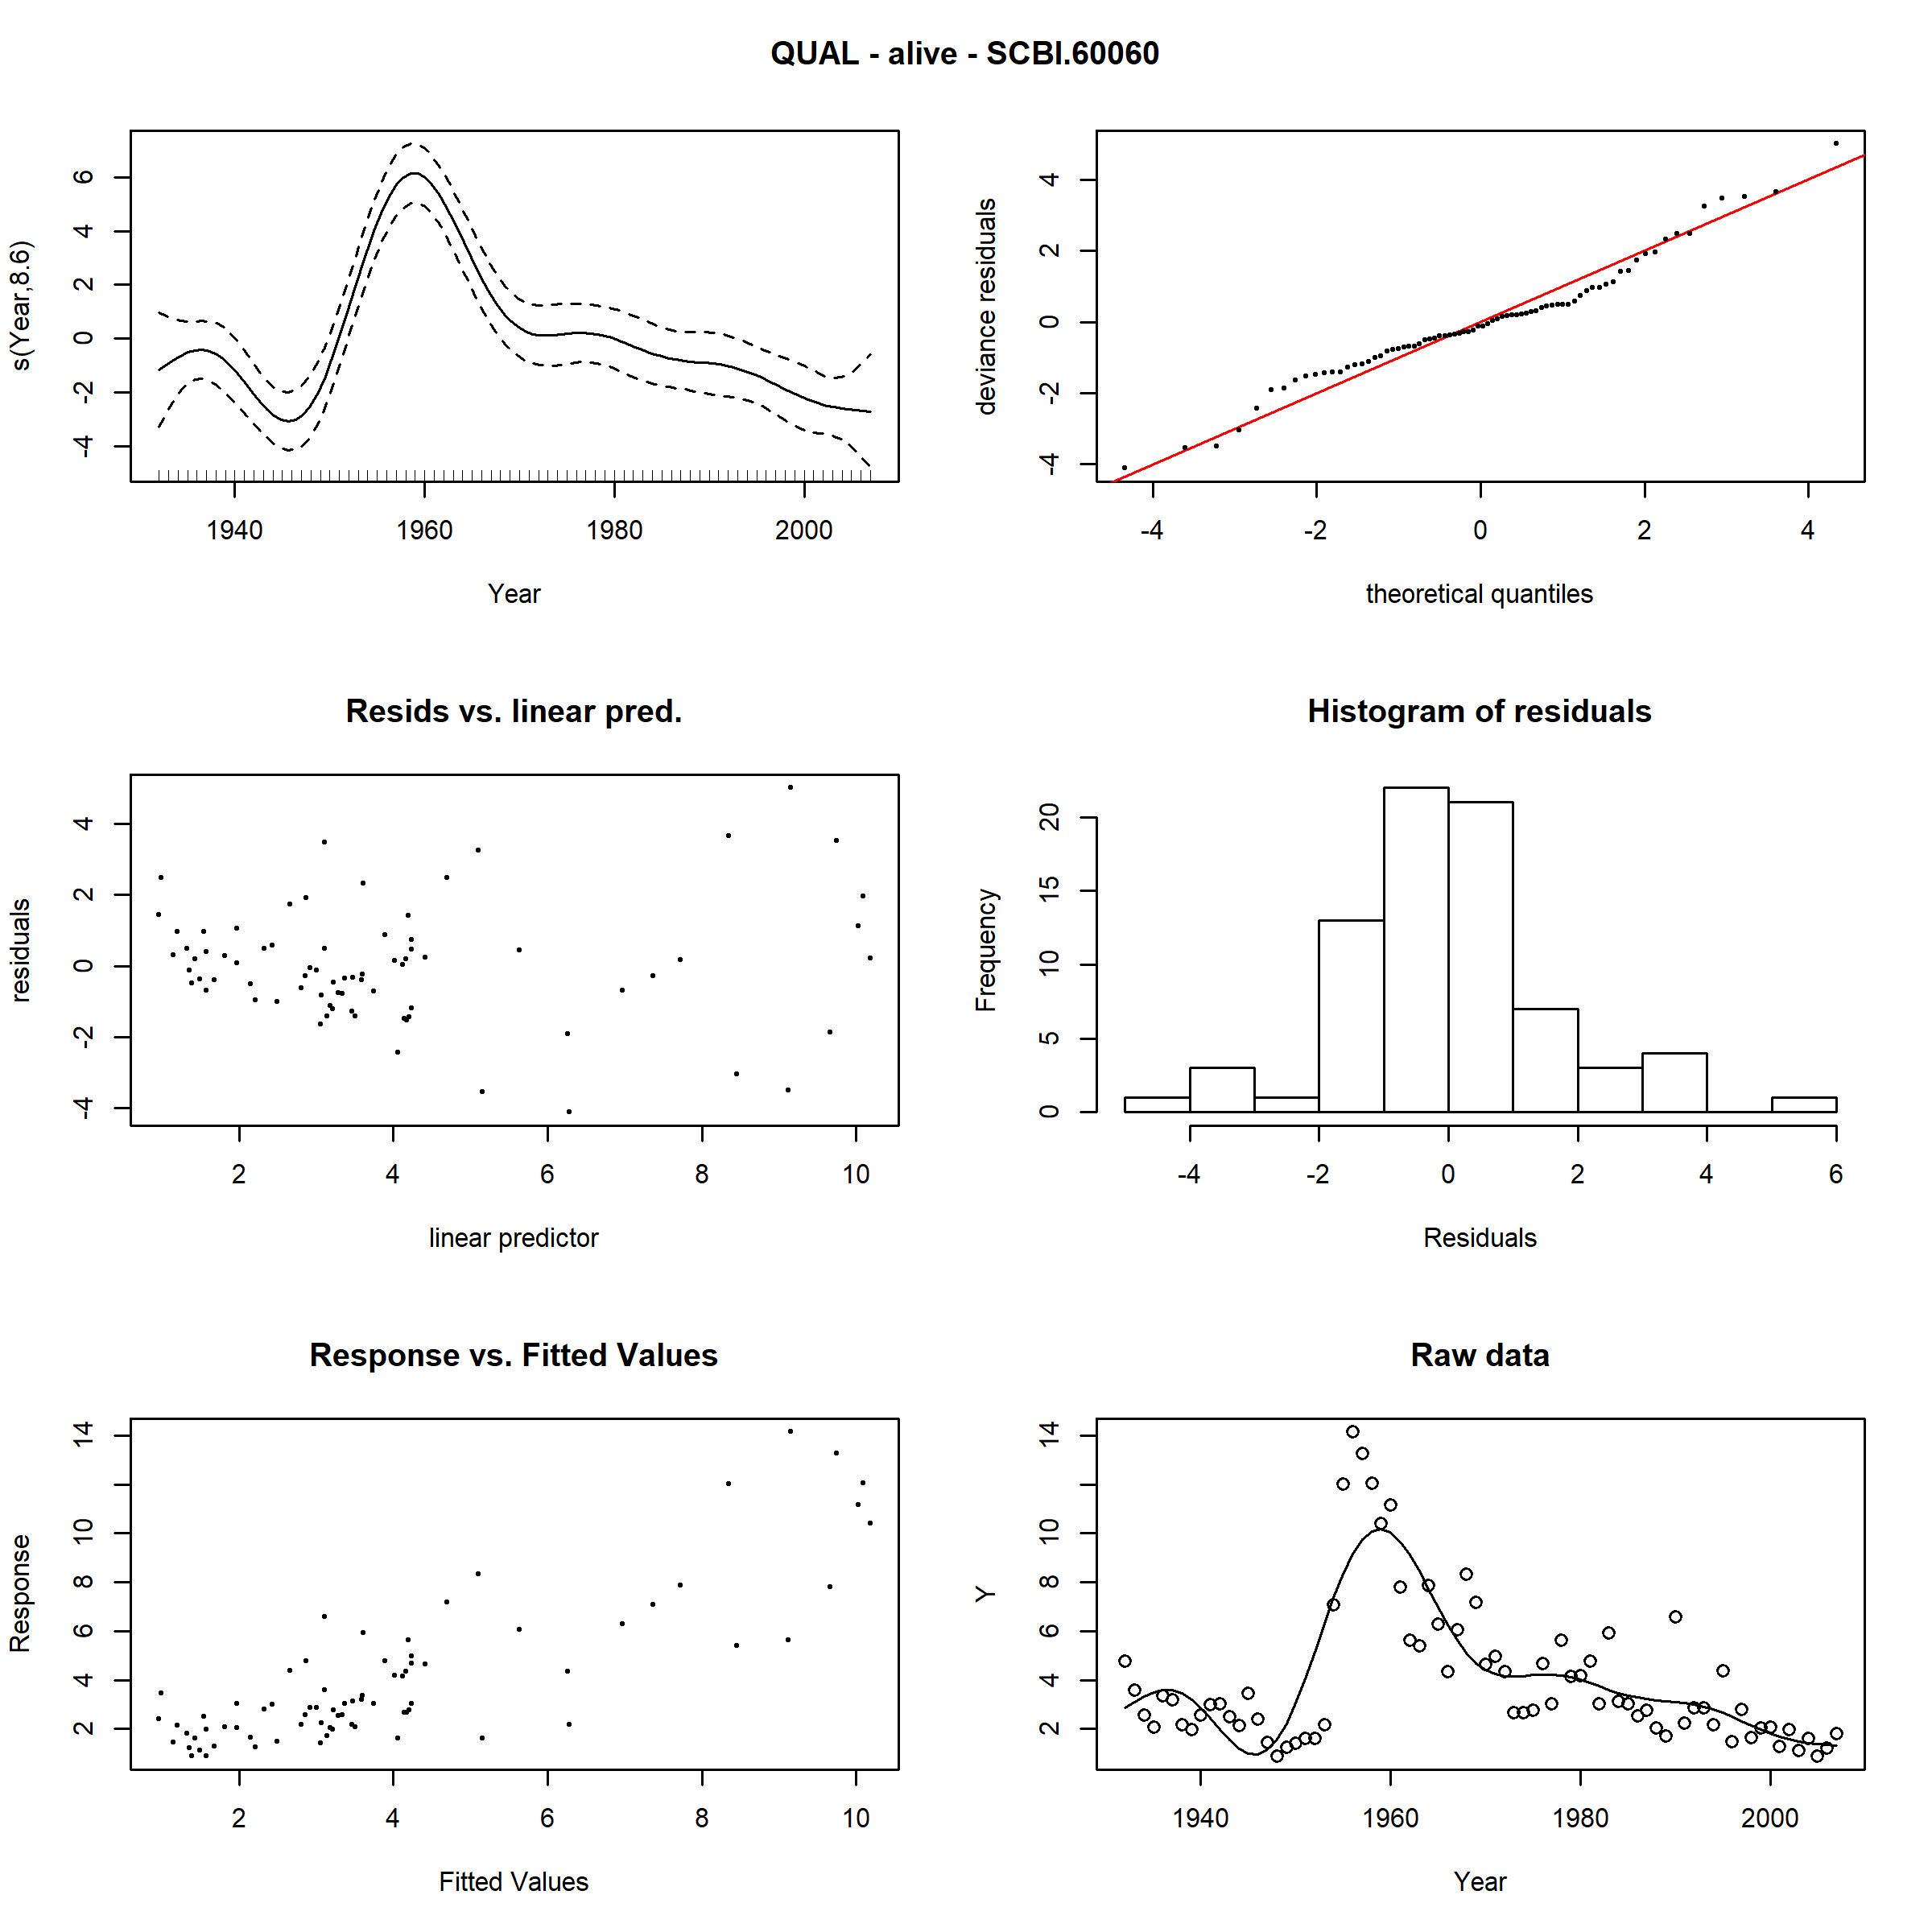 QUAL - alive - SCBI.60060
s(Year,8.6)
6
4
2
0
-2
-4
1940 1960 1980 2000
Year
deviance residuals
4
2
0
-2
-4
-4 -2 0 2 4
theoretical quantiles
Resids vs. linear pred.
residuals
4
2
0
-2
-4
2 4 6 8 10
linear predictor
Histogram of residuals
Frequency
20
15
10
5
0
-4 -2 0 2 4 6
Residuals
Response vs. Fitted Values
Response
14
10
8
6
4
2
2 4 6 8 10
Fitted Values
Raw data
Y
14
10
8
6
4
2
1940 1960 1980 2000
Year